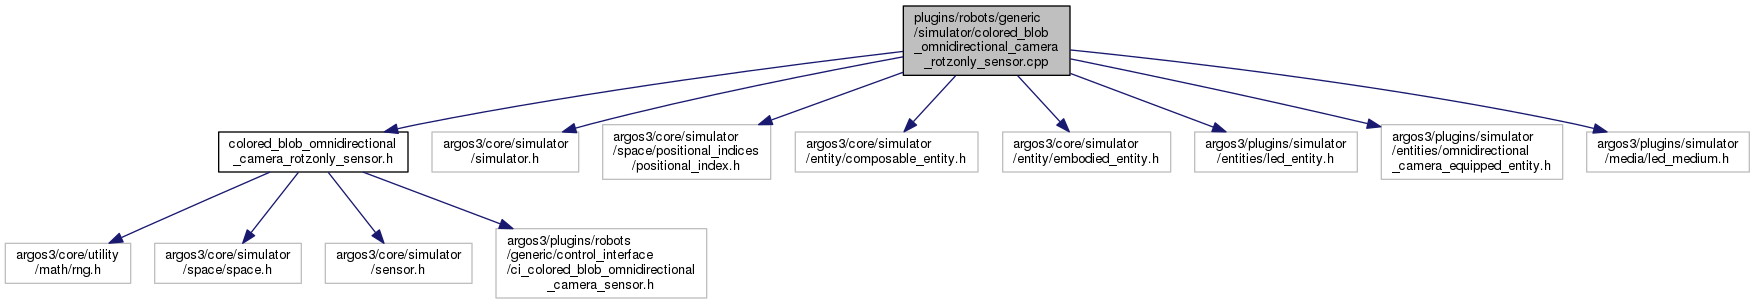 plugins/robots/generic
/simulator/colored_blob
_omnidirectional_camera
_rotzonly_sensor.cpp
colored_blob_omnidirectional
_camera_rotzonly_sensor.h
argos3/core/simulator
/simulator.h
argos3/core/simulator
/space/positional_indices
/positional_index.h
argos3/core/simulator
/entity/composable_entity.h
argos3/core/simulator
/entity/embodied_entity.h
argos3/plugins/simulator
/entities/led_entity.h
argos3/plugins/simulator
/entities/omnidirectional
_camera_equipped_entity.h
argos3/plugins/simulator
/media/led_medium.h
argos3/core/utility
/math/rng.h
argos3/core/simulator
/space/space.h
argos3/core/simulator
/sensor.h
argos3/plugins/robots
/generic/control_interface
/ci_colored_blob_omnidirectional
_camera_sensor.h